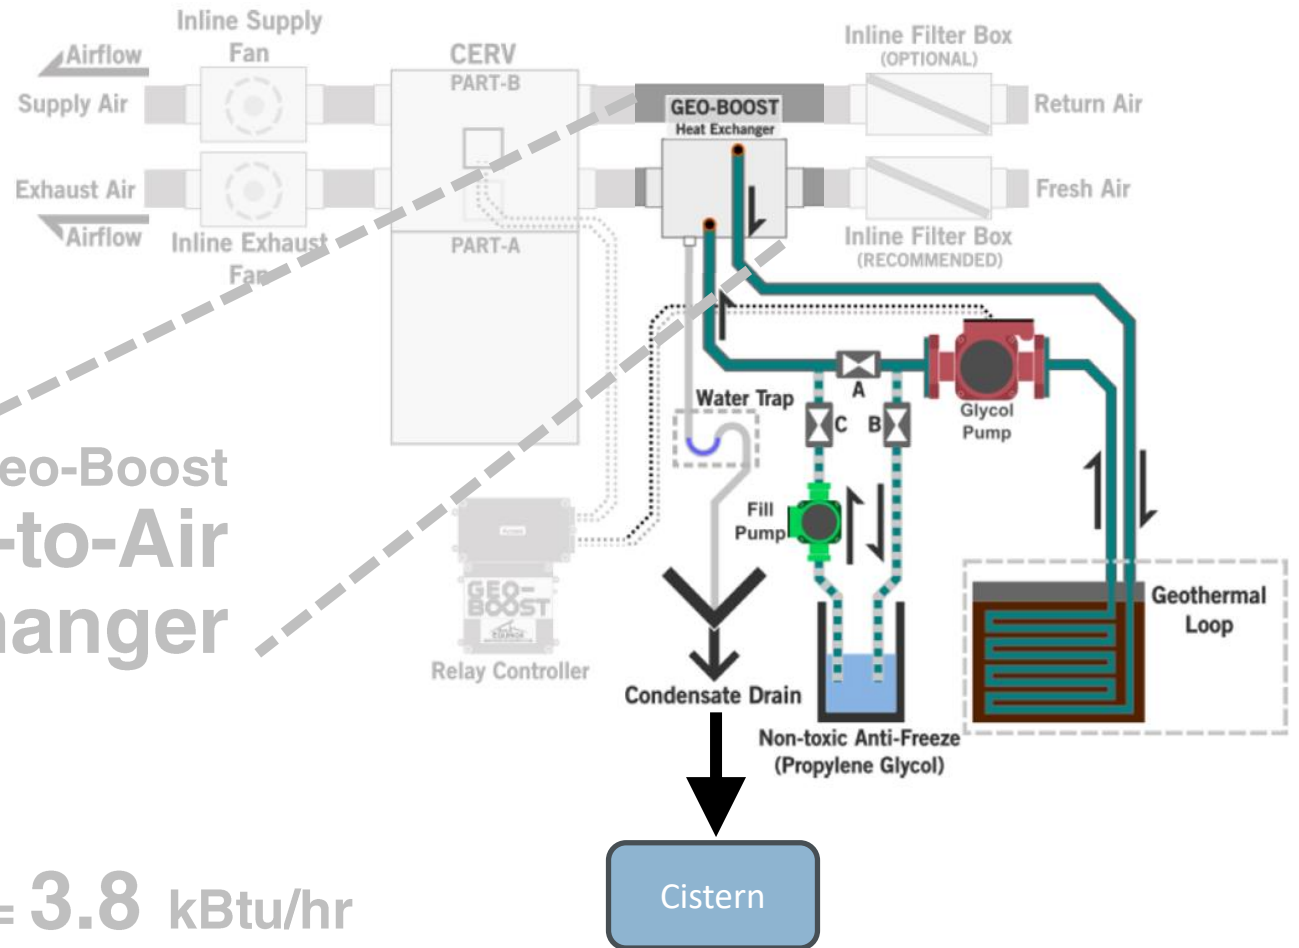 Inline Supply
Fan
Airflow
Supply Air
CERV
PART-B
GEO-BOOST
Heat Exchanger
Inline Filter Box
(OPTIONAL)
Return Air
Exhaust Air
Airflow
Inline Exhaust
Fan
PART-A
Fresh Air
Inline Filter Box
(RECOMMENDED)
Water Trap
A
C
B
Glycol
Pump
eo-Boost
-to-Air
hanger
Fill
Pump
GEO-
BOOST
Relay Controller
Geothermal
Loop
Condensate Drain
Non-toxic Anti-Freeze
(Propylene Glycol)
= 3.8 kBtu/hr
Cistern